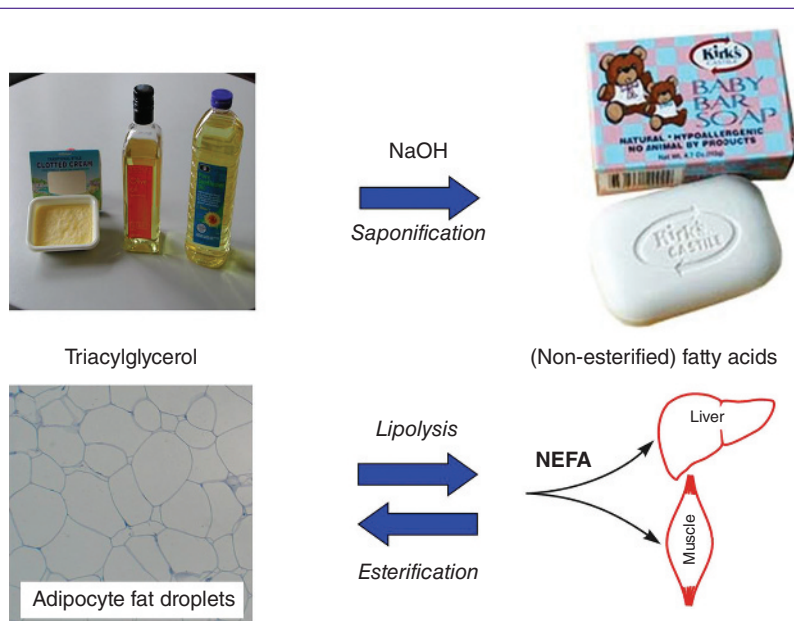 CLOTTED CREAM
NaOH
Saponification
Kirk's
CASTILE
BABY
BAR
SOAP
NATURAL • HYPOALLERGENIC
NO ANIMAL BY PRODUCTS
Kirk's
CASTILE
Triacylglycerol
(Non-esterified) fatty acids
Lipolysis
NEFA
Liver
Muscle
Esterification
Adipocyte fat droplets